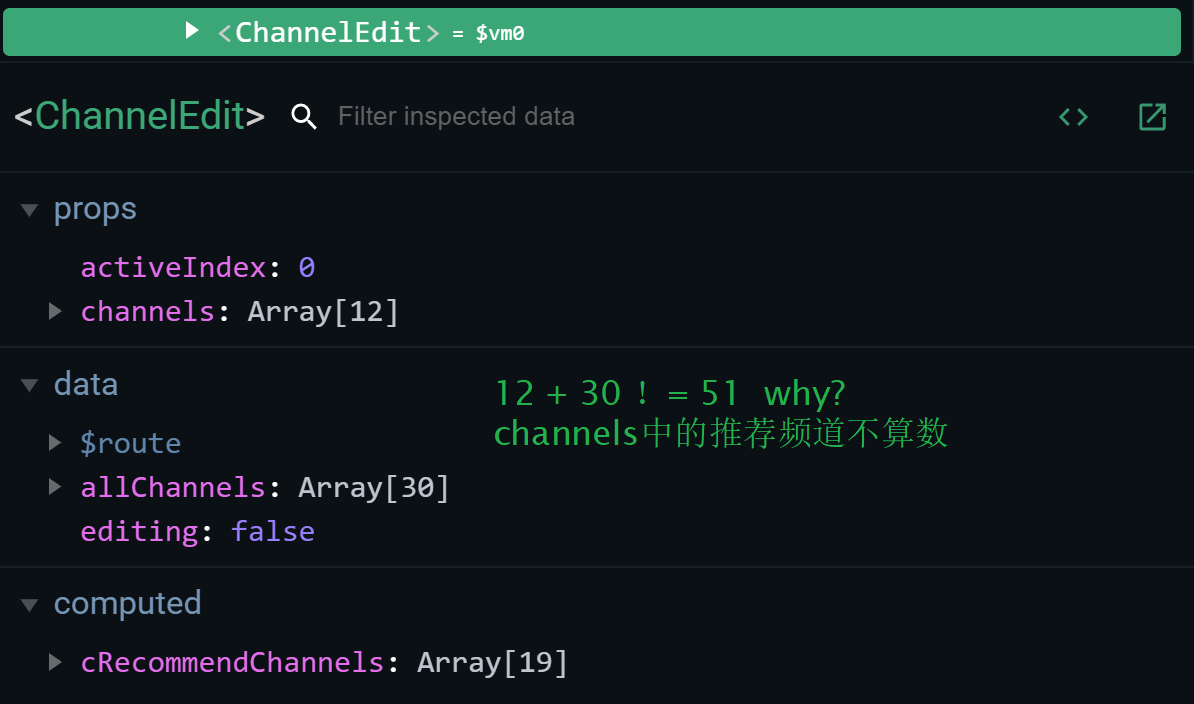 <ChannelEdit> = $vm0
<ChannelEdit> Filter inspected data
props
activeIndex: 0
channels: Array[12]
data
12 + 30 ! = 51 why?
channels中的推荐频道不算数
$route
allChannels: Array[30]
editing: false
computed
cRecommendChannels: Array[19]